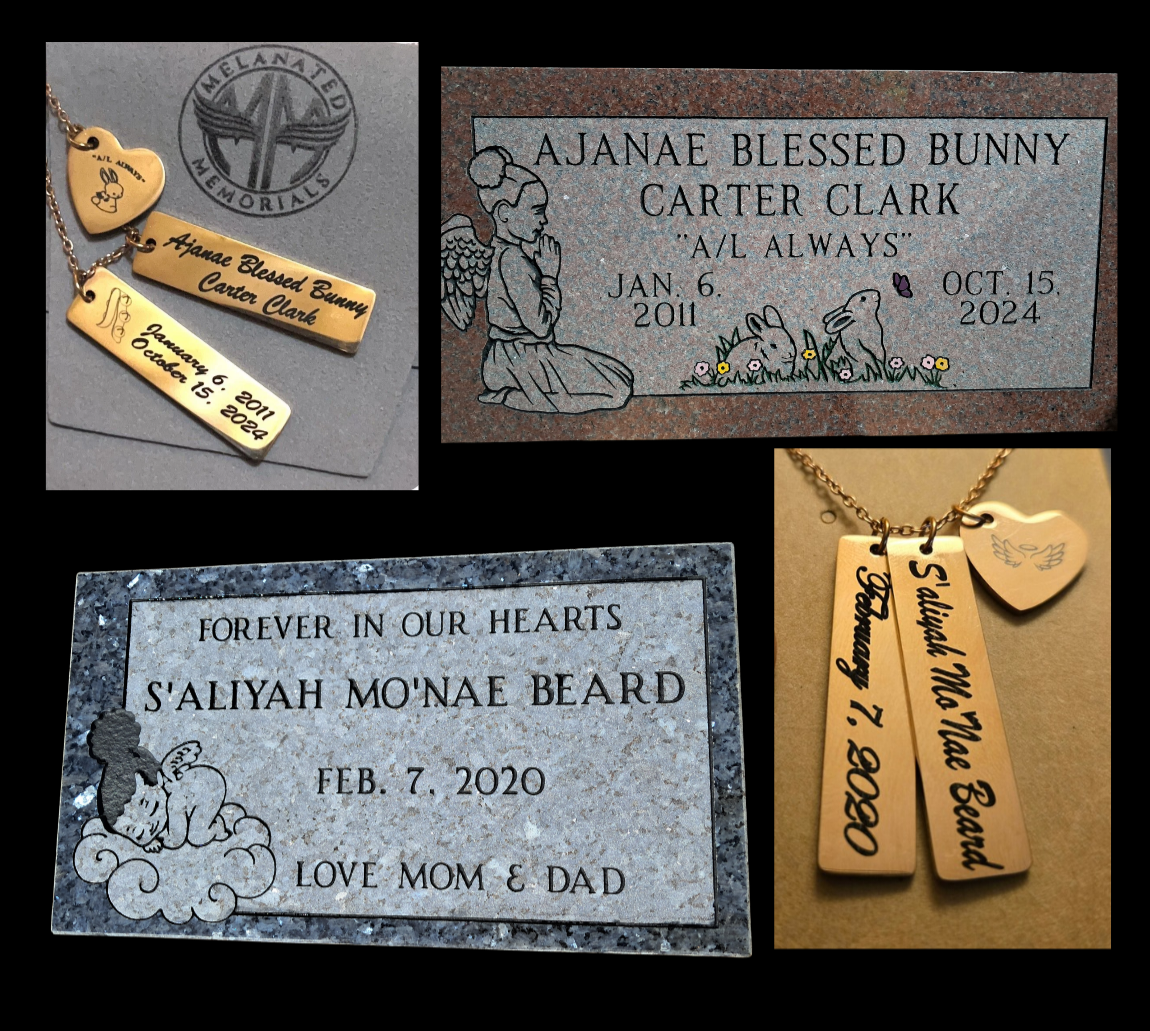 MELANATED
MEMORIALS
"A/L ALWAYS"
Ajanae Blessed Bunny
Carter Clark
January 6, 2011
October 15, 2024
AJANAE BLESSED BUNNY
CARTER CLARK
"A/L ALWAYS"
JAN. 6.
2011
OCT. 15.
2024
FOREVER IN OUR HEARTS
S'ALIYAH MO'NAE BEARD
FEB. 7. 2020
LOVE MOM & DAD
February 7, 2020
S'aliyah Mo'Nae Beard